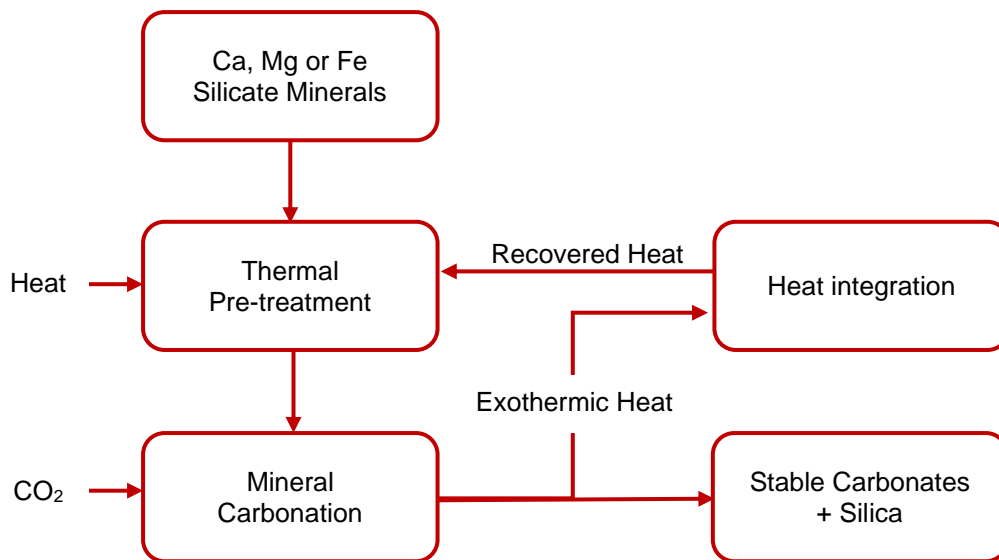 Ca, Mg or Fe
Silicate Minerals
Recovered Heat
Heat
Thermal
Pre-treatment
Heat integration
Exothermic Heat
CO₂
Mineral
Carbonation
Stable Carbonates
+ Silica